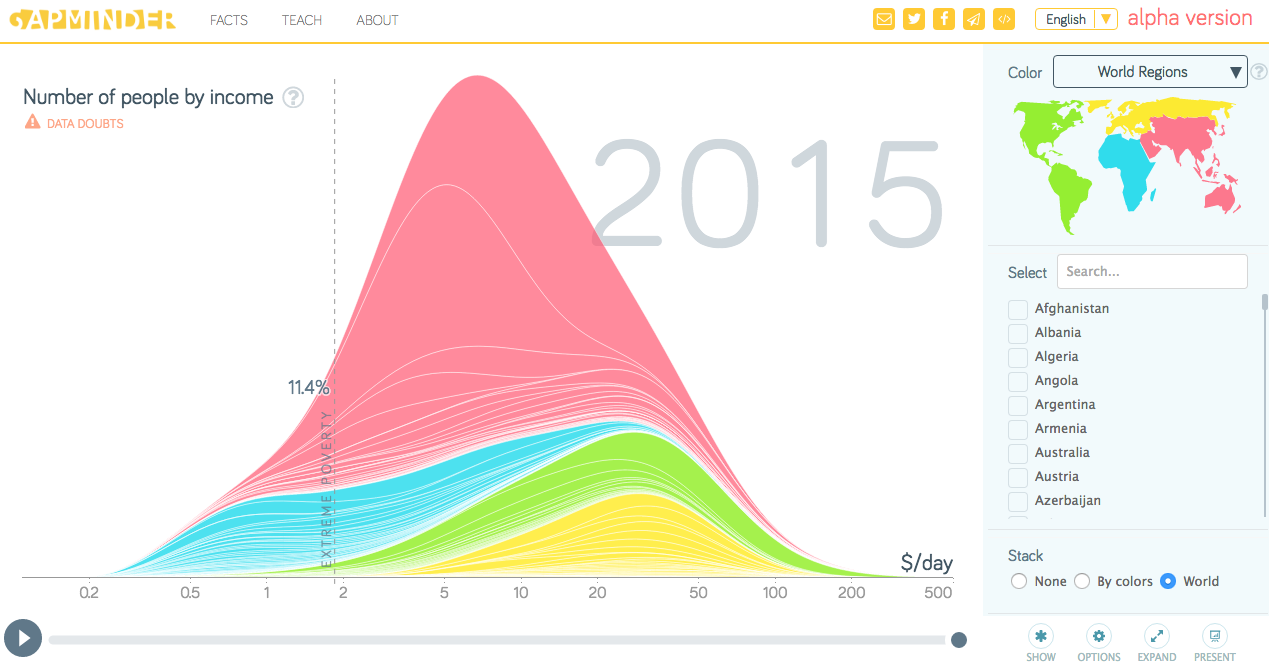 GAPMINDER FACTS TEACH ABOUT English ▼ alpha version
Number of people by income ?
DATA DOUBTS
2015
11.4%
EXTREME POVERTY
$/day
0.2 0.5 1 2 5 10 20 50 100 200 500
Color World Regions ▼ ?
Select Search...
Afghanistan
Albania
Algeria
Angola
Argentina
Armenia
Australia
Austria
Azerbaijan
Stack
None By colors World
SHOW OPTIONS EXPAND PRESENT